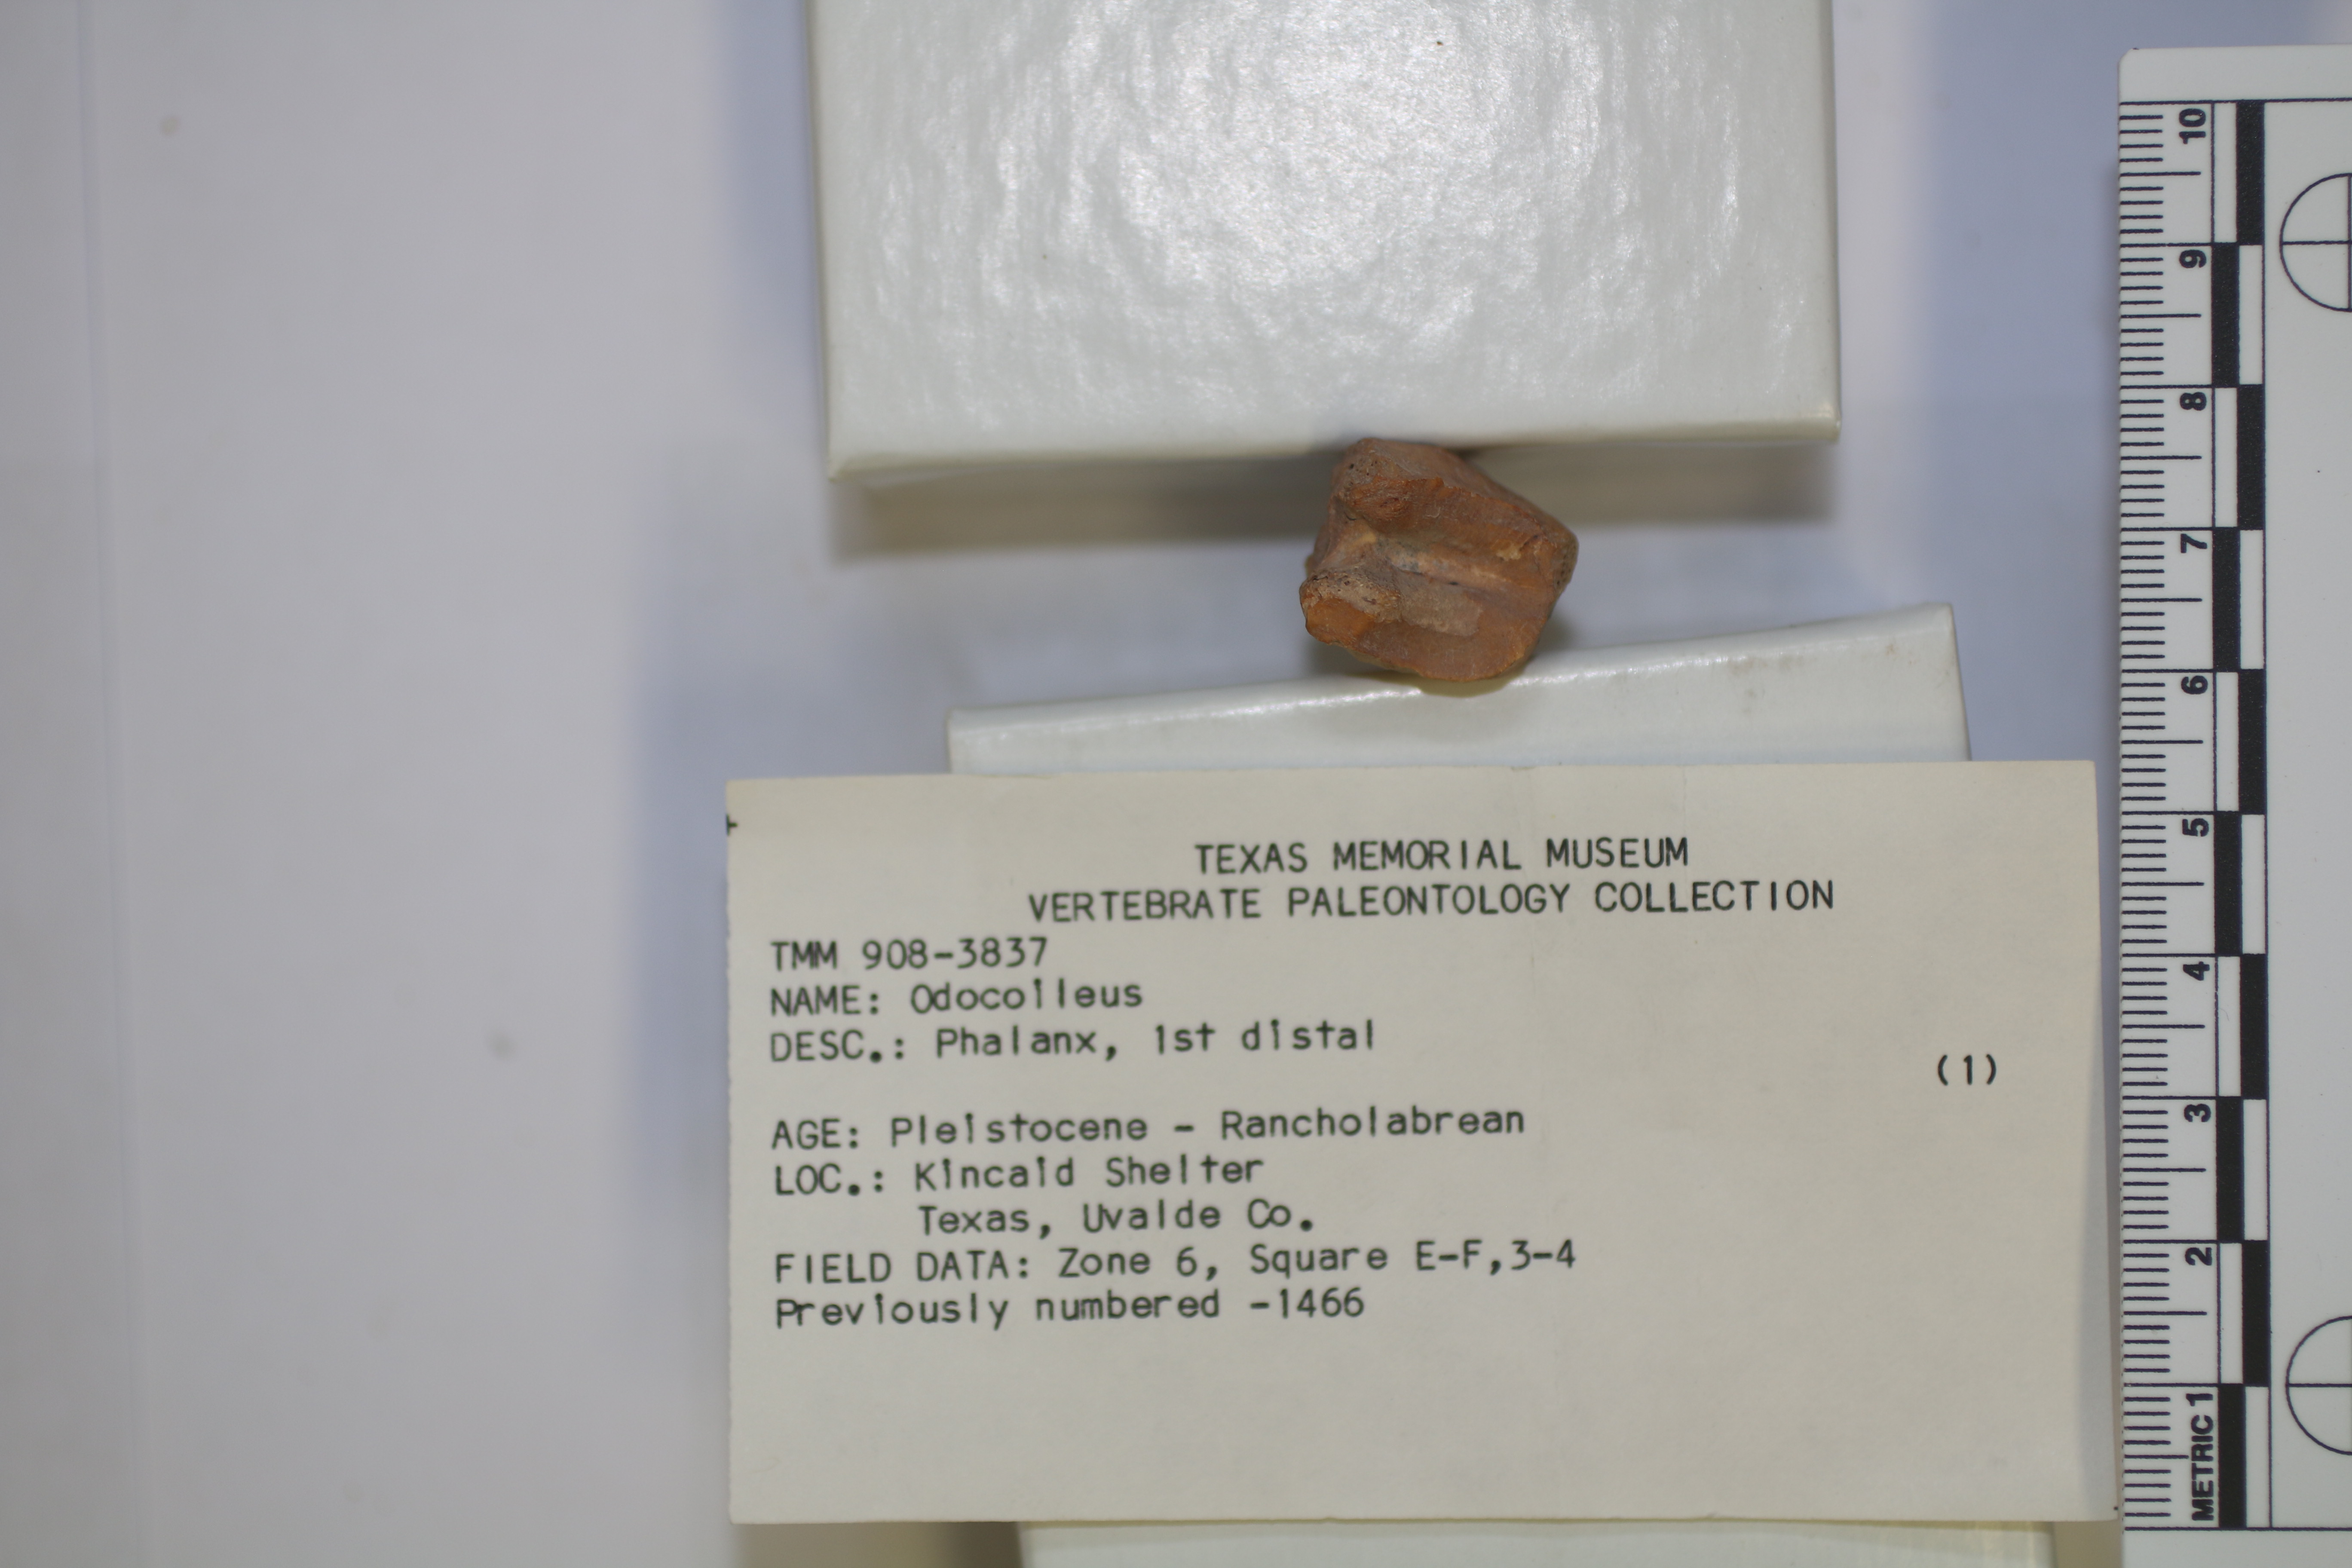 TEXAS MEMORIAL MUSEUM
VERTEBRATE PALEONTOLOGY COLLECTION
TMM 908-3837
NAME: Odocoileus
DESC.: Phalanx, 1st distal
(1)
AGE: Pleistocene - Rancholabrean
LOC.: Kincaid Shelter
Texas, Uvalde Co.
FIELD DATA: Zone 6, Square E-F,3-4
Previously numbered -1466
METRIC 1 2 3 4 5 6 7 8 9 10